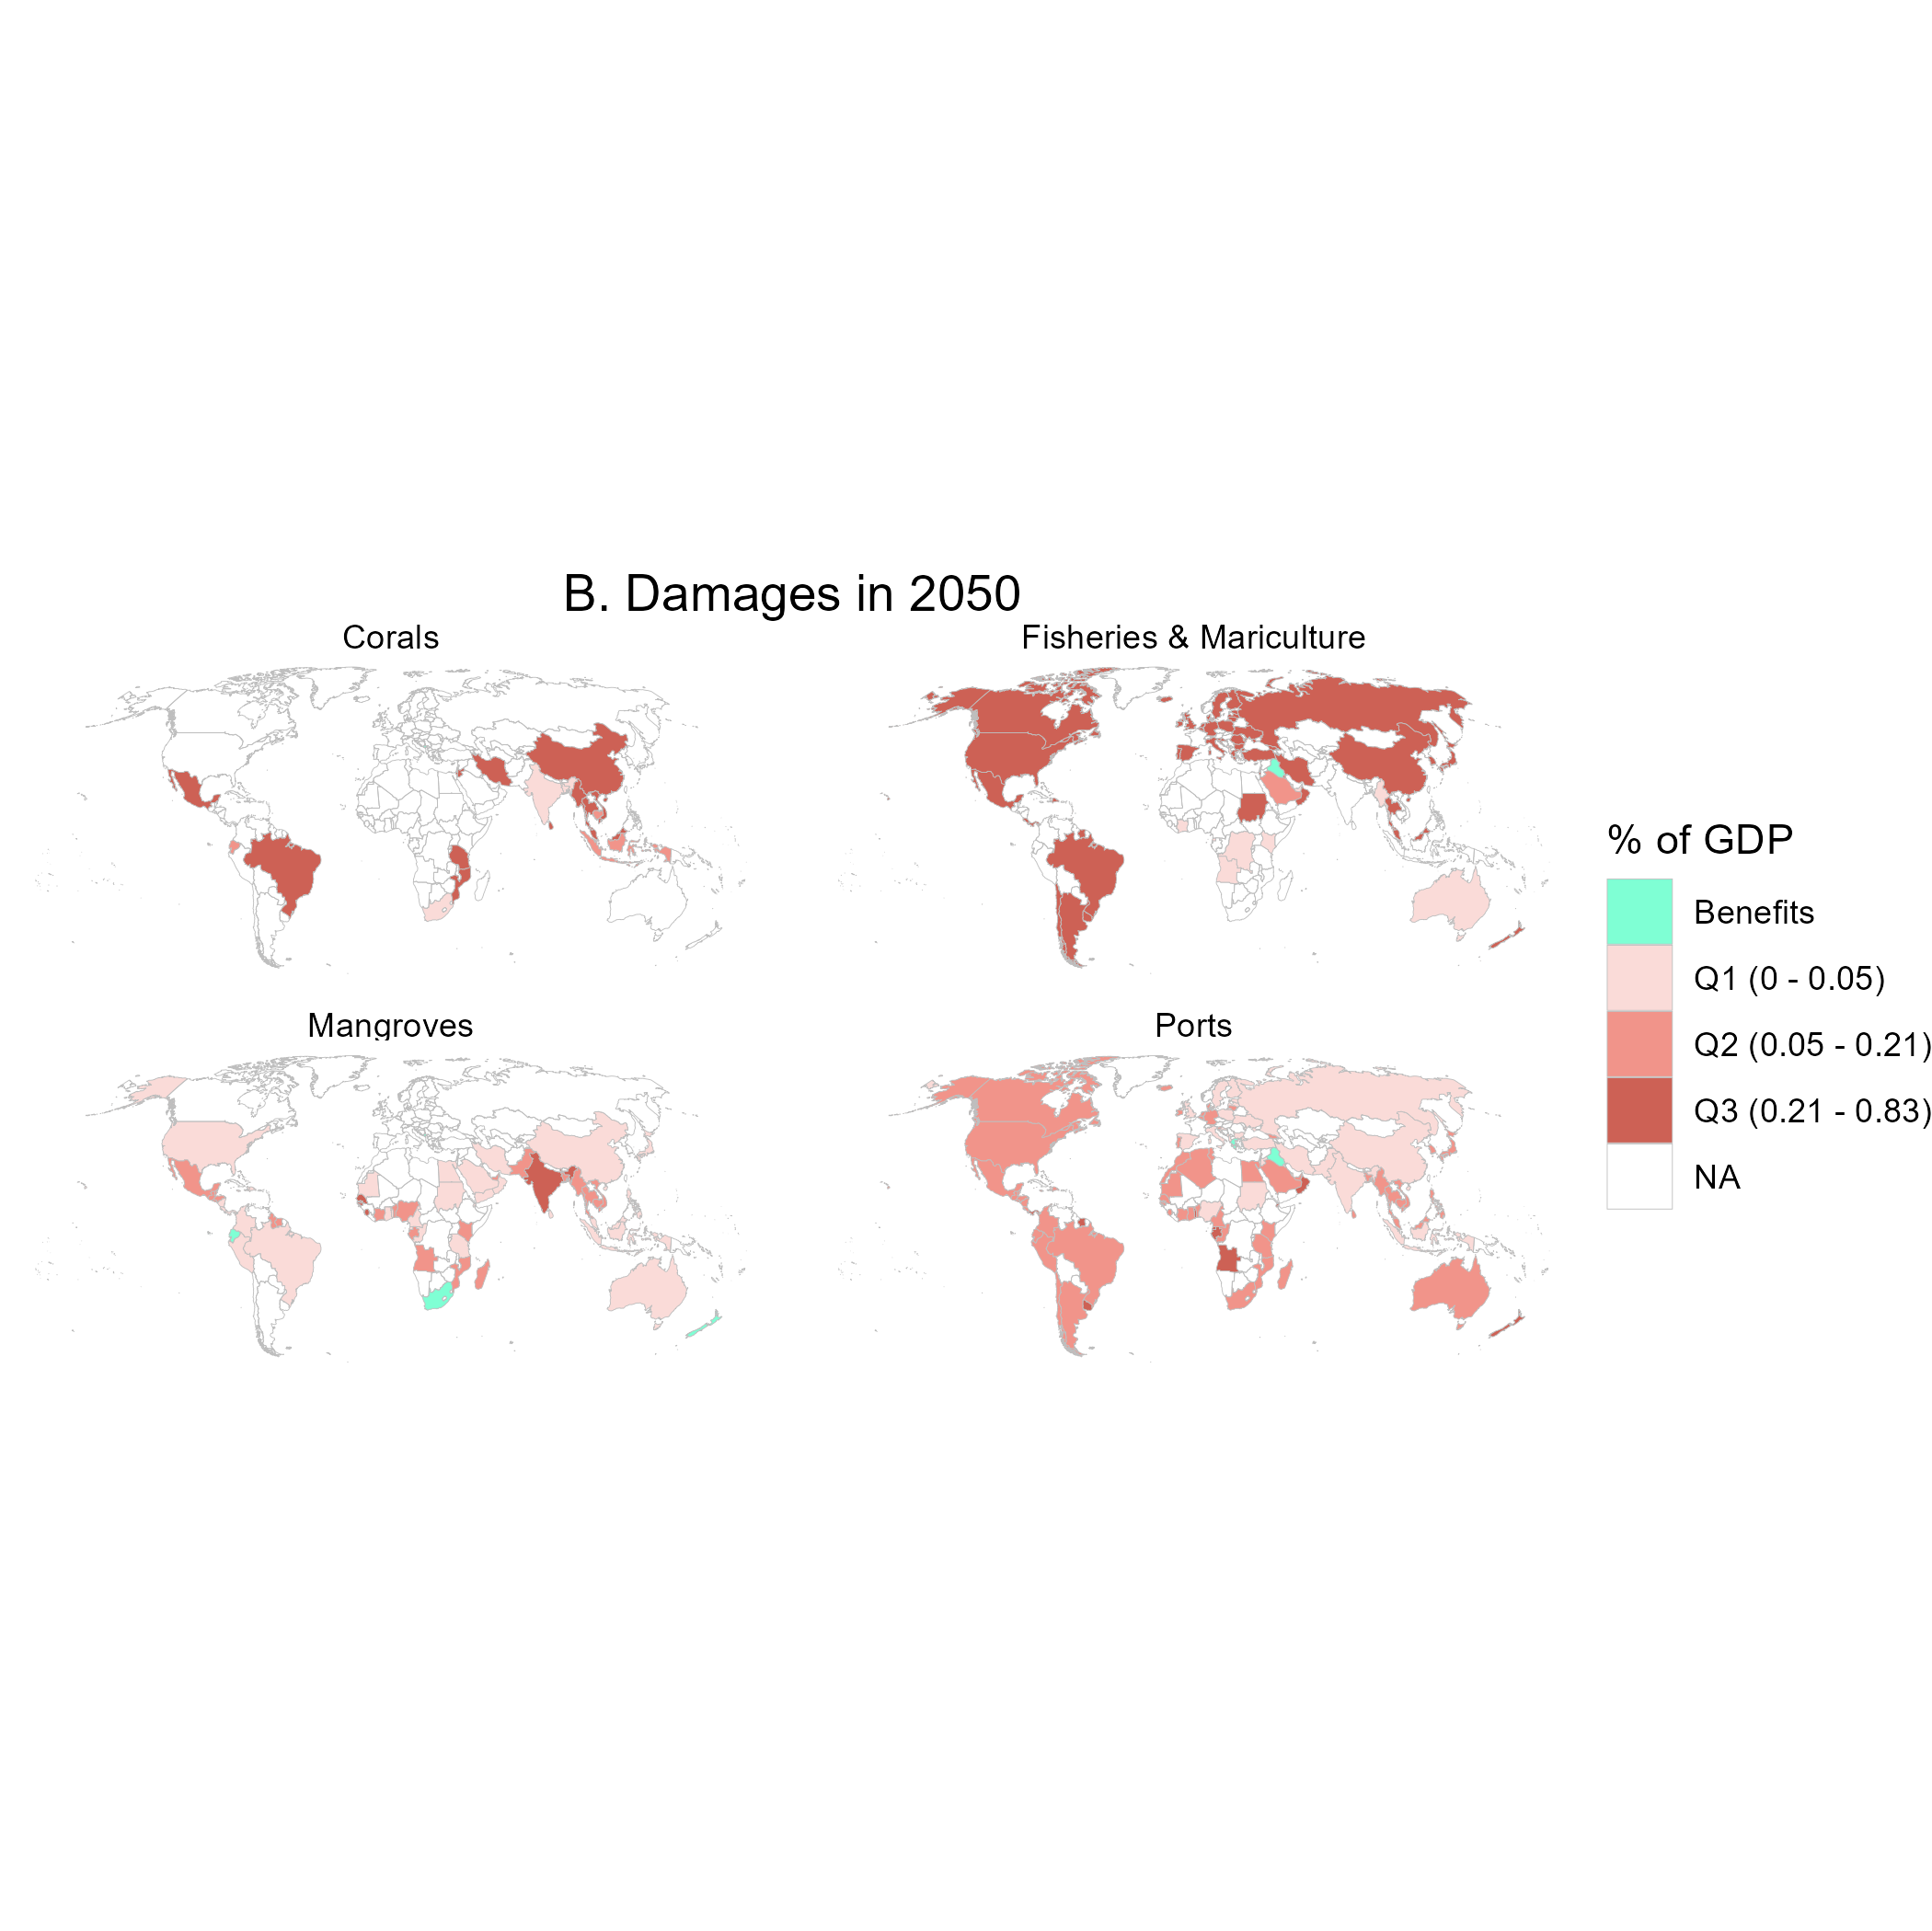 B. Damages in 2050
Corals
Fisheries & Mariculture
Mangroves
Ports
% of GDP
Benefits
Q1 (0 - 0.05)
Q2 (0.05 - 0.21)
Q3 (0.21 - 0.83)
NA